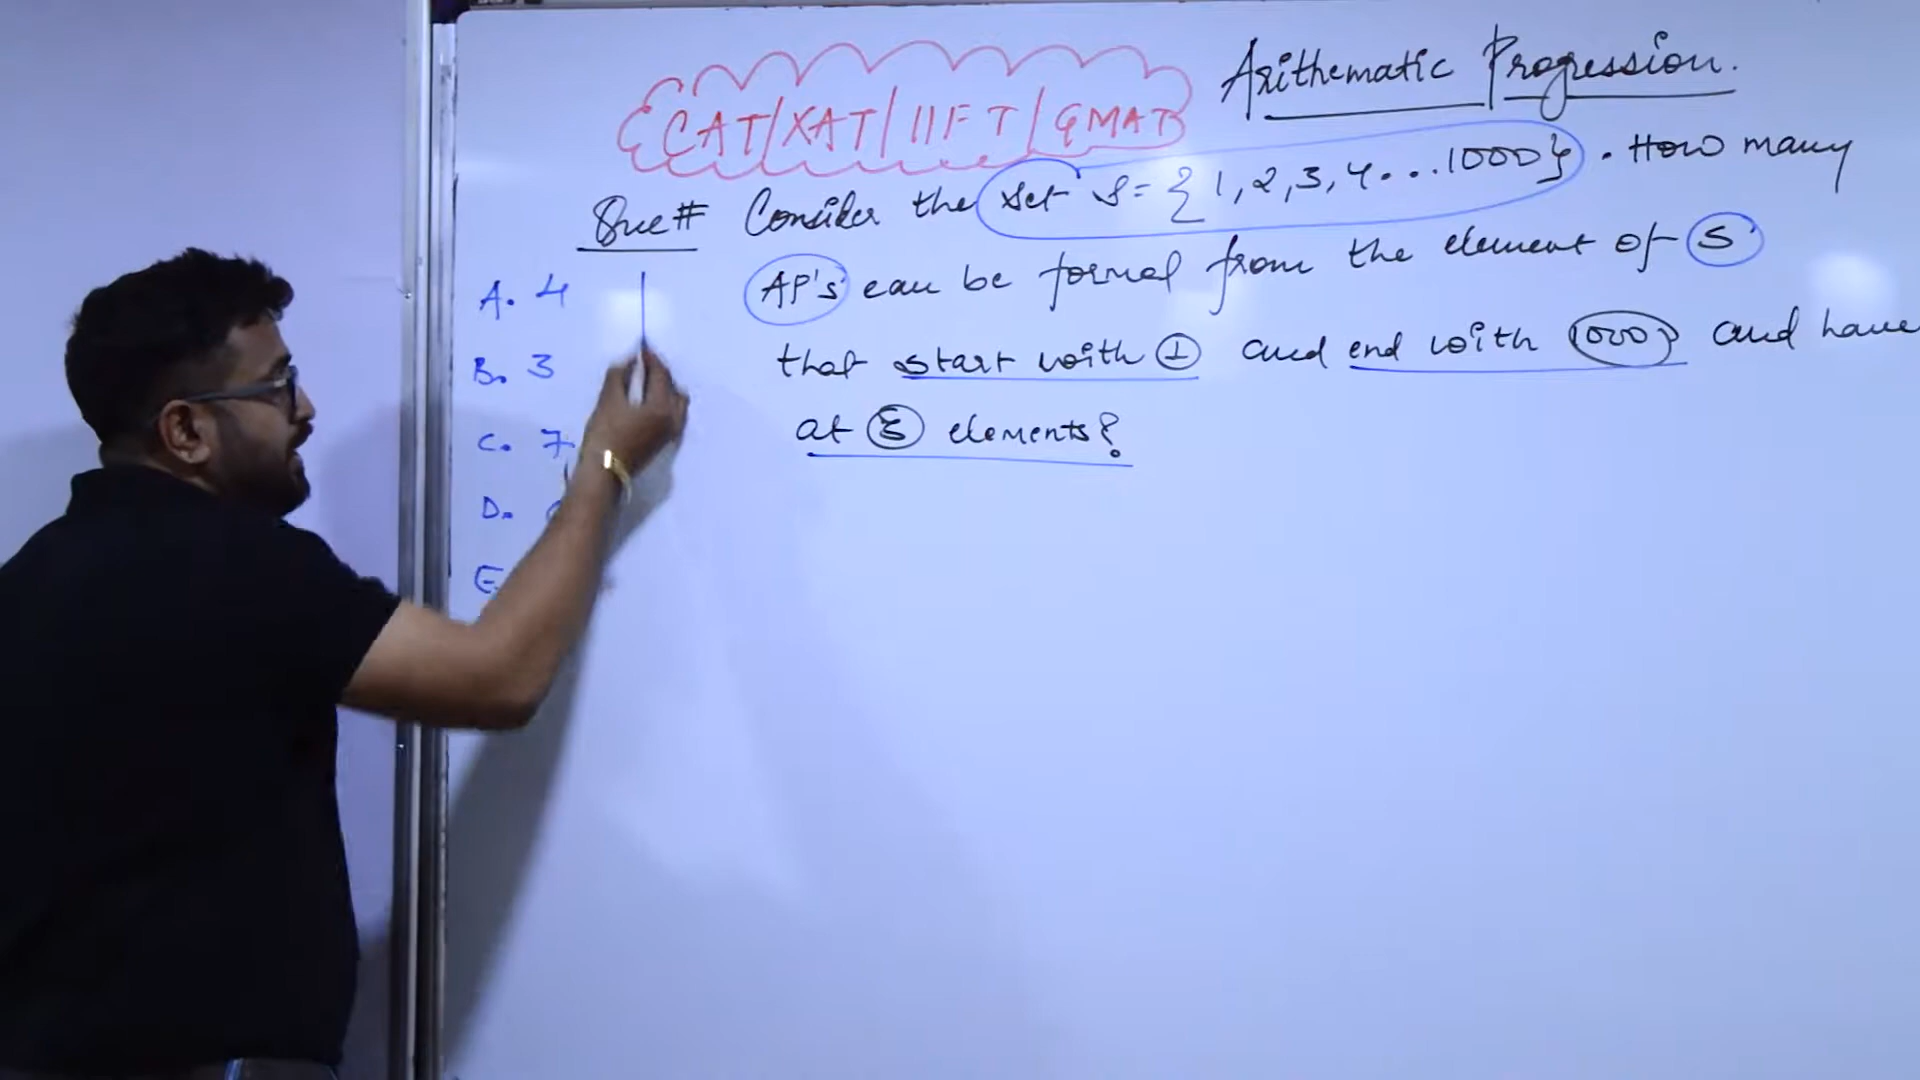 Arithematic Progression.
CAT/XAT/IIFT/GMAT
Que# Consider the set S = {1, 2, 3, 4...1000}. How many
AP's can be formed from the element of S
that start with 1 and end with 1000 and have
at 3 elements?
A. 4
B. 3
C. 7
D.
E.